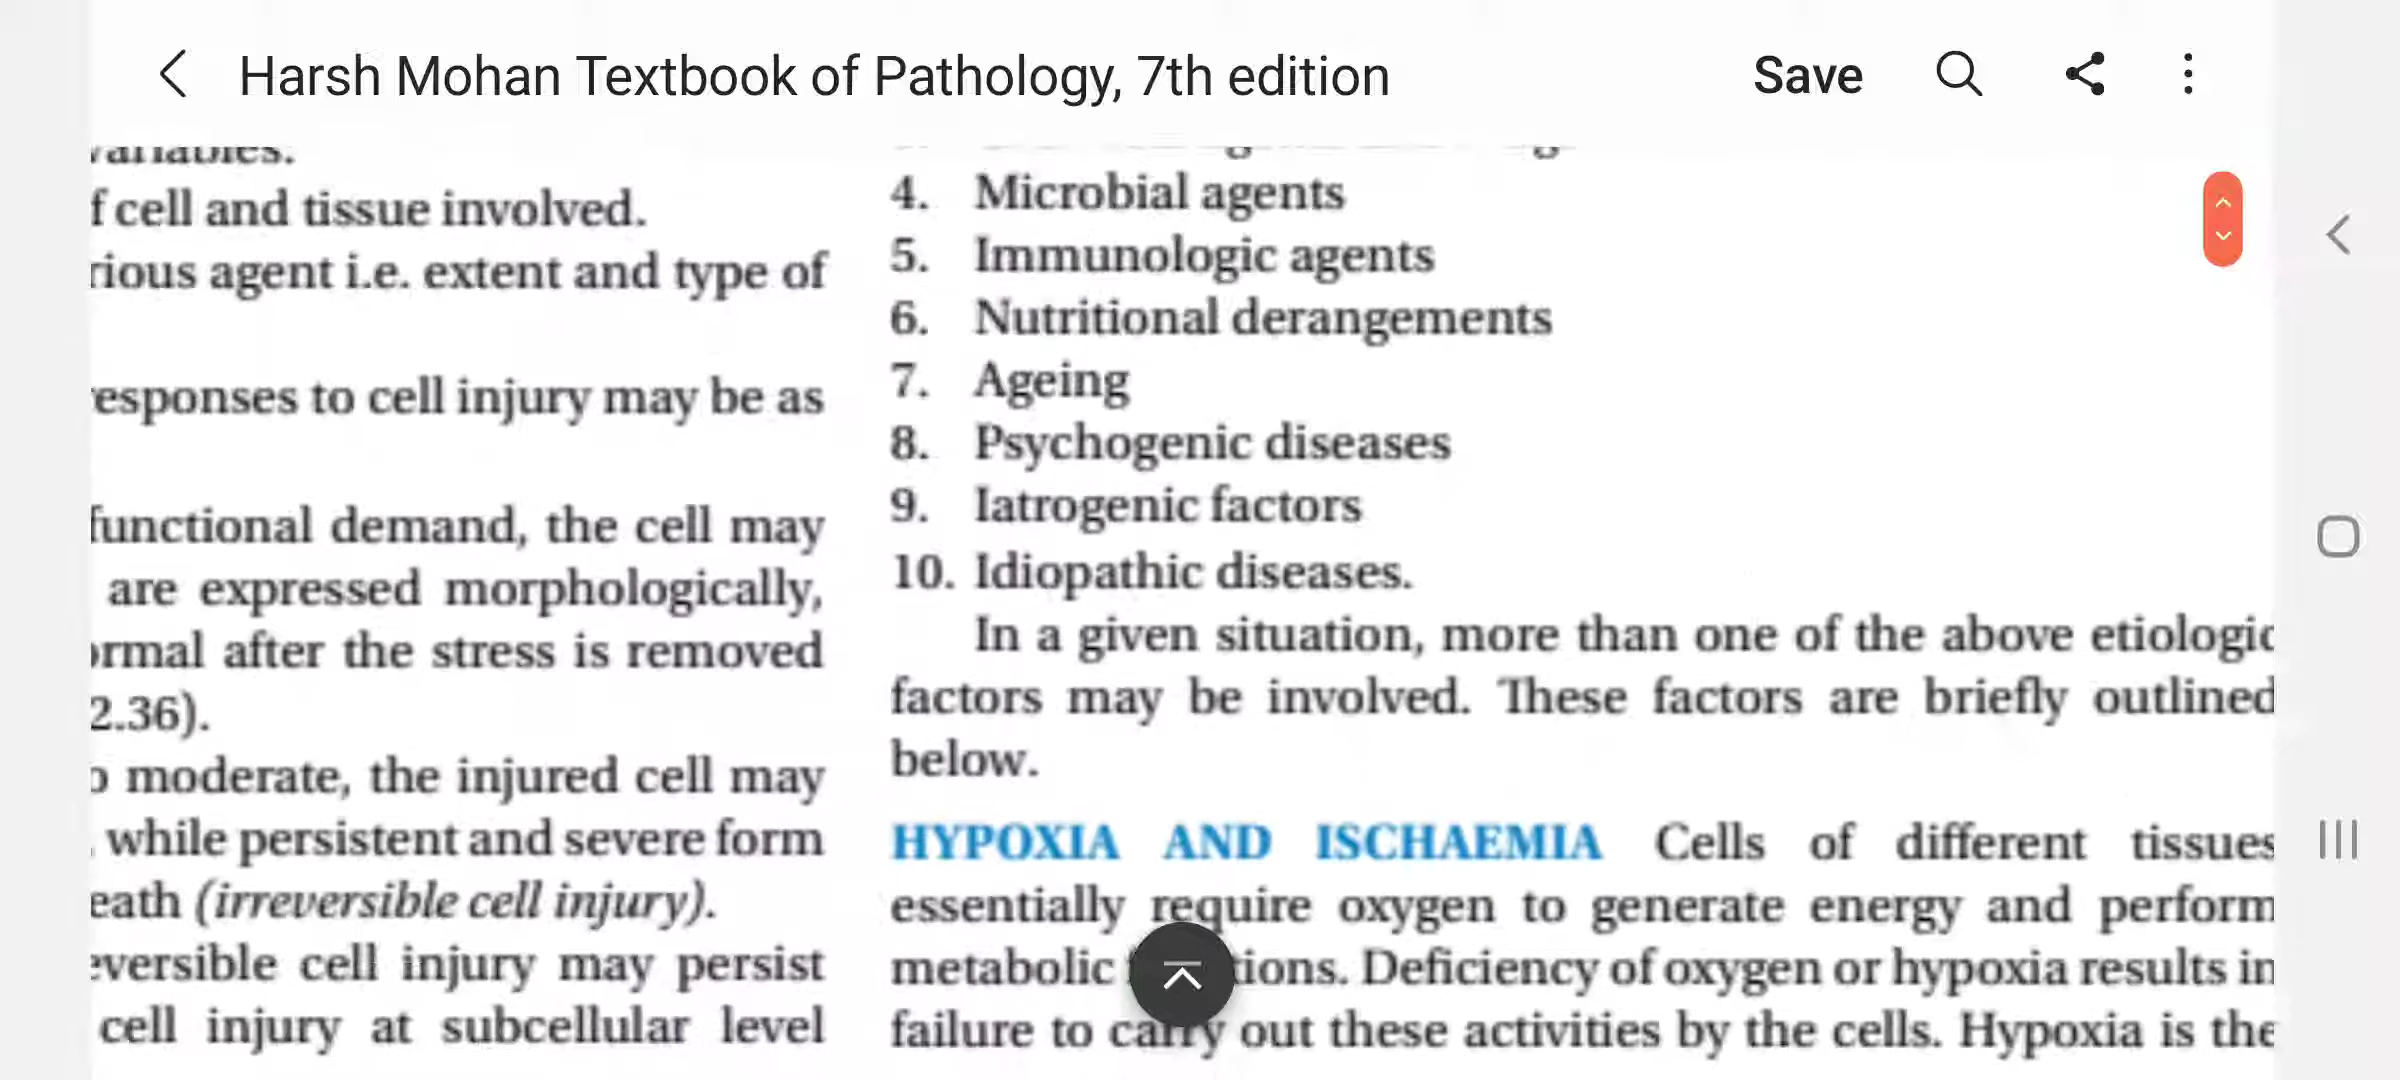 Harsh Mohan Textbook of Pathology, 7th edition
Save
f cell and tissue involved.
rious agent i.e. extent and type of
esponses to cell injury may be as
functional demand, the cell may
are expressed morphologically,
ormal after the stress is removed
2.36).
o moderate, the injured cell may
while persistent and severe form
eath (irreversible cell injury).
eversible cell injury may persist
cell injury at subcellular level
4. Microbial agents
5. Immunologic agents
6. Nutritional derangements
7. Ageing
8. Psychogenic diseases
9. Iatrogenic factors
10. Idiopathic diseases.
In a given situation, more than one of the above etiologic
factors may be involved. These factors are briefly outlined
below.
HYPOXIA AND ISCHAEMIA Cells of different tissues
essentially require oxygen to generate energy and perform
metabolic tions. Deficiency of oxygen or hypoxia results in
failure to carry out these activities by the cells. Hypoxia is the